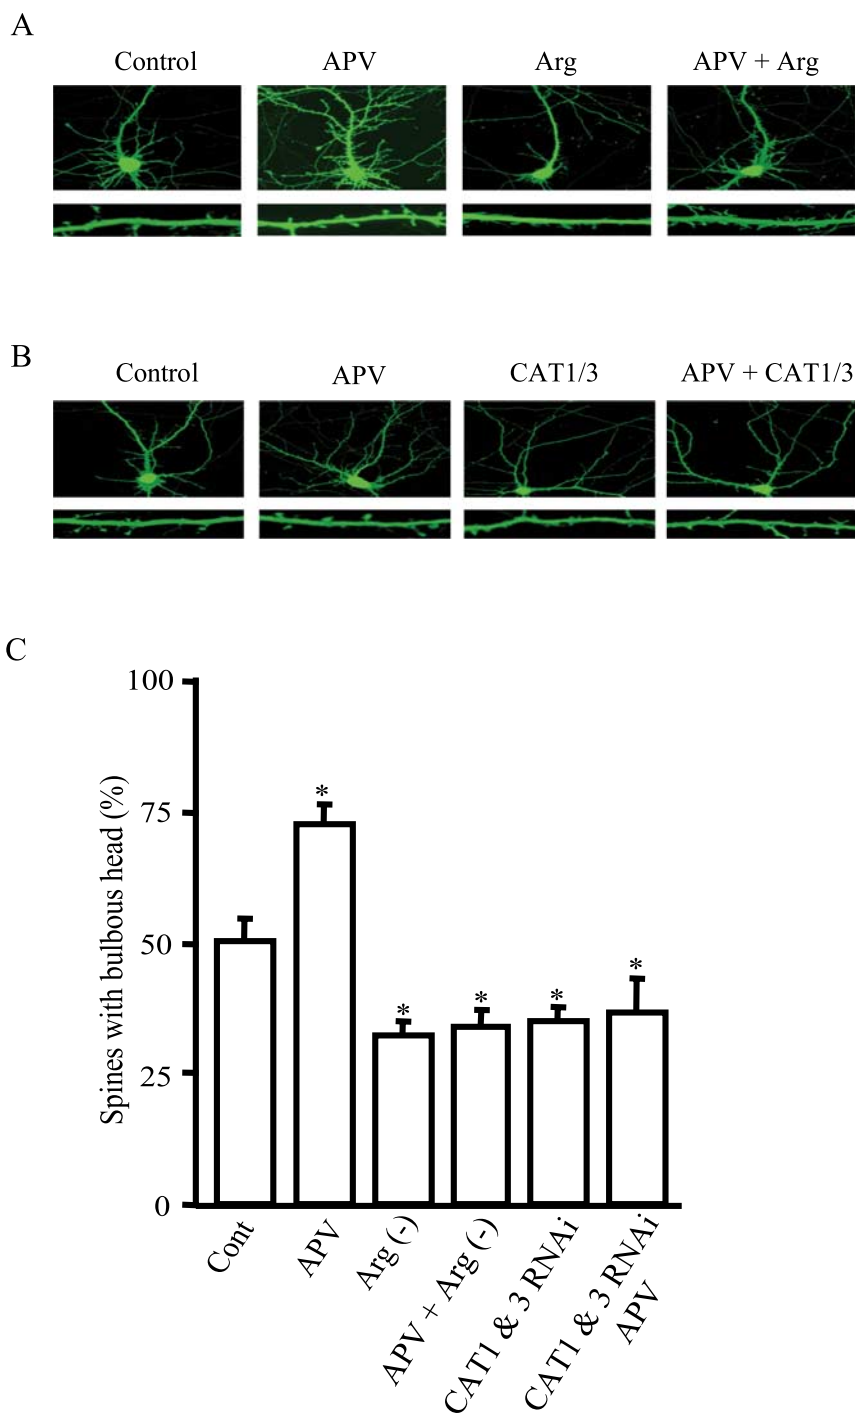 A
Control
APV
Arg
APV + Arg
B
Control
APV
CAT1/3
APV + CAT1/3
C
Spines with bulbous head (%)
100
75
50
25
0
*
*
*
*
*
Cont
APV
Arg (-)
APV + Arg (-)
CAT1 & 3 RNAi
CAT1 & 3 RNAi
APV